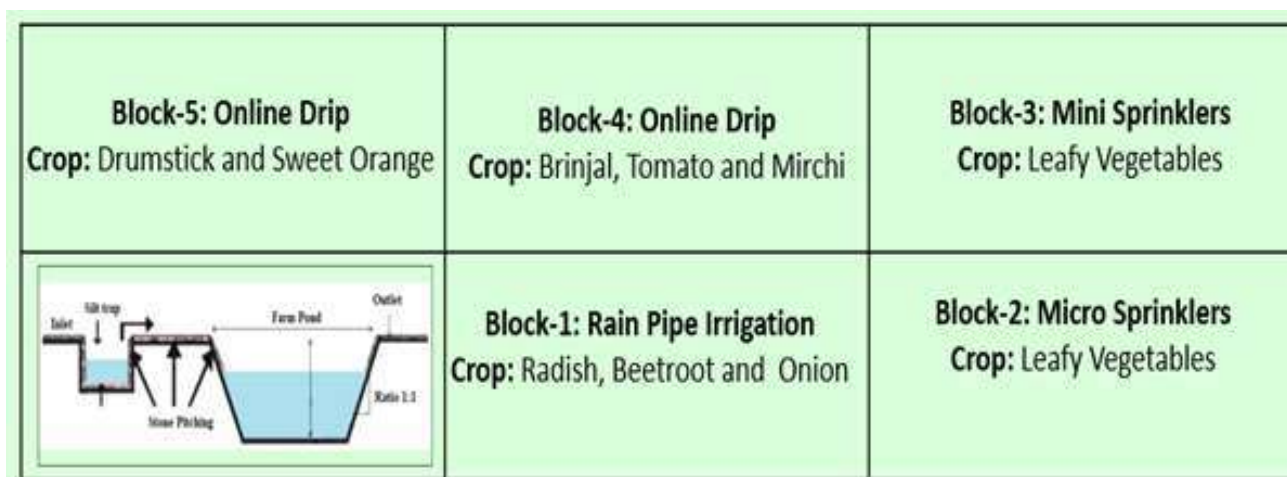 Block-5: Online Drip
Crop: Drumstick and Sweet Orange
Block-4: Online Drip
Crop: Brinjal, Tomato and Mirchi
Block-3: Mini Sprinklers
Crop: Leafy Vegetables
Inlet
Silt trap
Farm Pond
Outlet
Stone Pitching
Ratio 1:1
Block-1: Rain Pipe Irrigation
Crop: Radish, Beetroot and Onion
Block-2: Micro Sprinklers
Crop: Leafy Vegetables